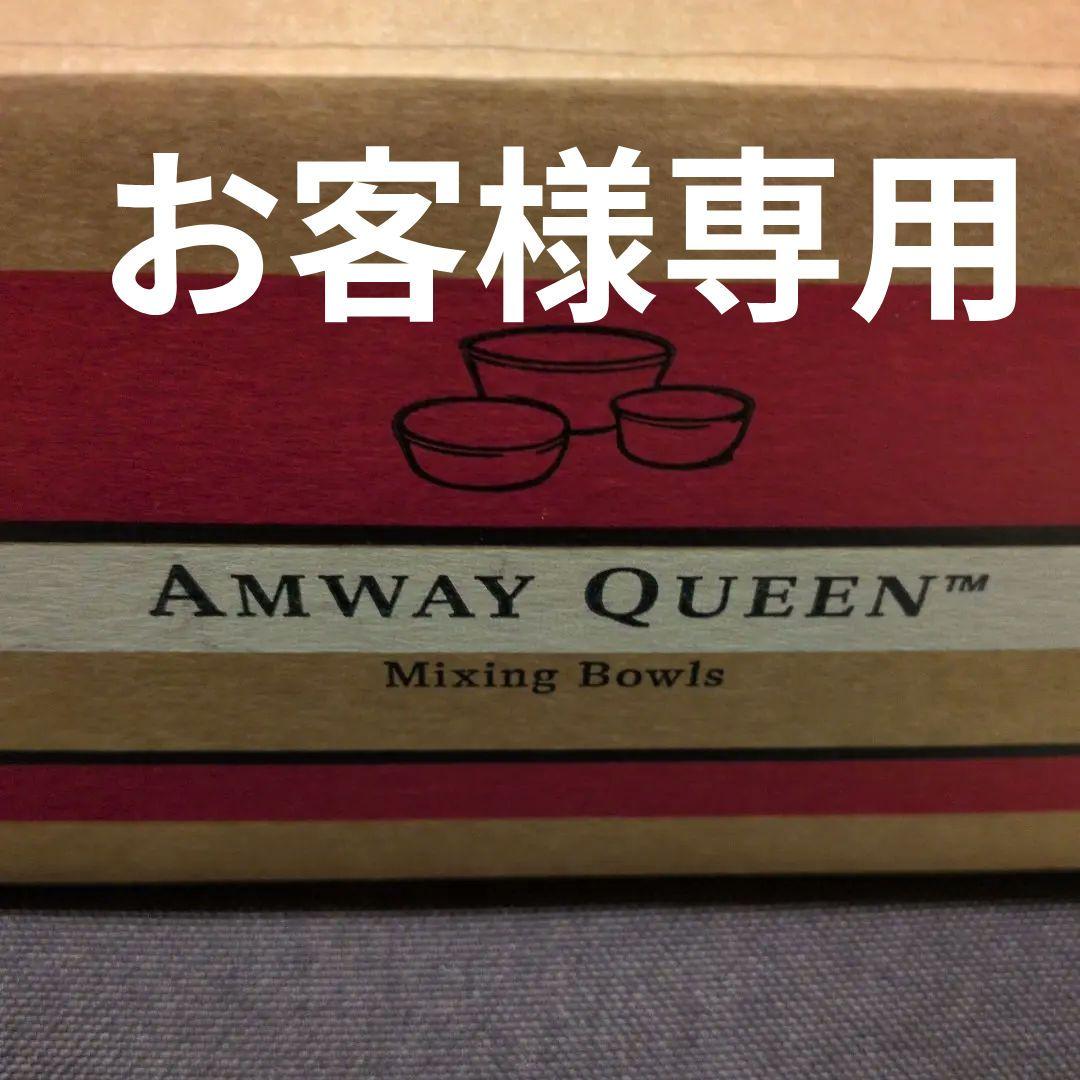 お客様専用
AMWAY QUEEN™
Mixing Bowls